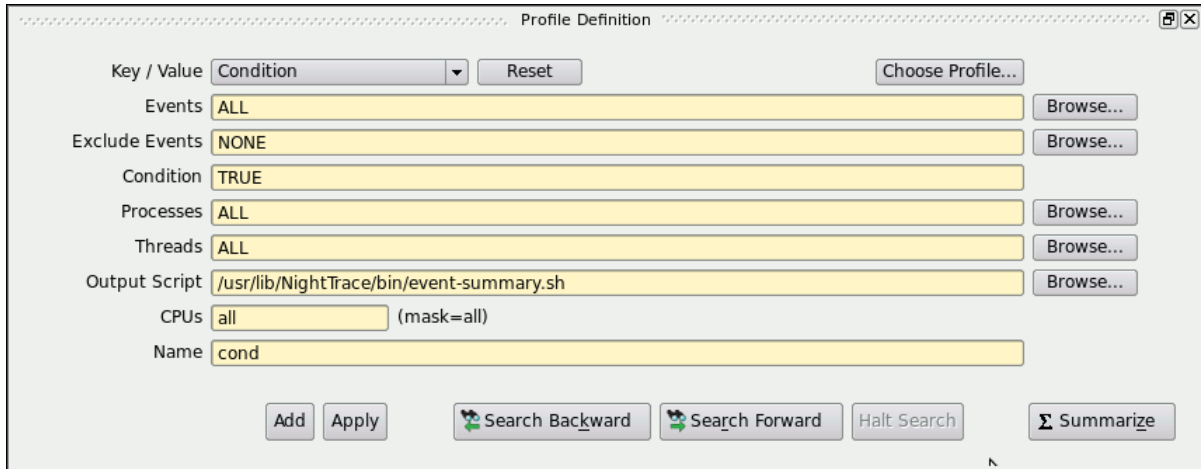 Profile Definition
Key / Value Condition Reset Choose Profile...
Events ALL Browse...
Exclude Events NONE Browse...
Condition TRUE
Processes ALL Browse...
Threads ALL Browse...
Output Script /usr/lib/NightTrace/bin/event-summary.sh Browse...
CPUs all (mask=all)
Name cond
Add Apply Search Backward Search Forward Halt Search Σ Summarize